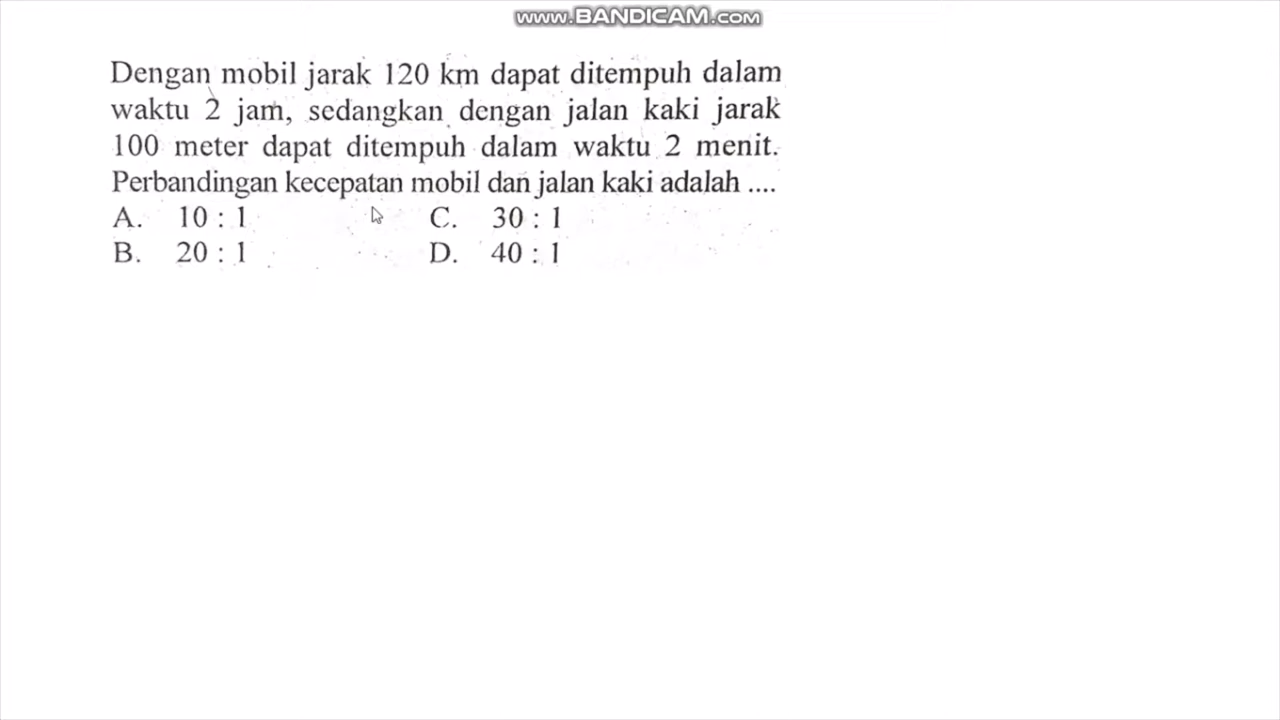 www.BANDICAM.com
Dengan mobil jarak 120 km dapat ditempuh dalam
waktu 2 jam, sedangkan dengan jalan kaki jarak
100 meter dapat ditempuh dalam waktu 2 menit.
Perbandingan kecepatan mobil dan jalan kaki adalah ....
A. 10 : 1 C. 30 : 1
B. 20 : 1 D. 40 : 1